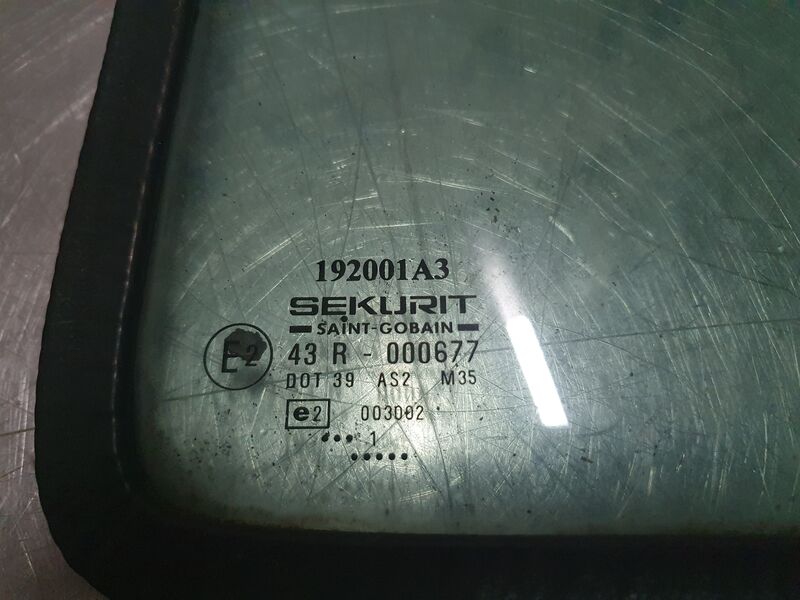 192001A3
SEKURIT
SAINT-GOBAIN
E2 43 R - 000677
DOT 39 AS2 M35
e2 003002
••• 1
•••••